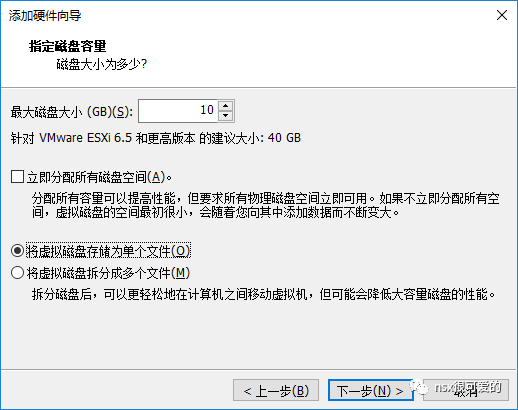 添加硬件向导
指定磁盘容量
磁盘大小为多少?
最大磁盘大小 (GB)(S): 10
针对 VMware ESXi 6.5 和更高版本 的建议大小: 40 GB
立即分配所有磁盘空间(A)。
分配所有容量可以提高性能，但要求所有物理磁盘空间立即可用。如果不立即分配所有空
间，虚拟磁盘的空间最初很小，会随着您向其中添加数据而不断变大。
将虚拟磁盘存储为单个文件(O)
将虚拟磁盘拆分成多个文件(M)
拆分磁盘后，可以更轻松地在计算机之间移动虚拟机，但可能会降低大容量磁盘的性能。
< 上一步(B) 下一步(N) > 取消
nsx很可爱的